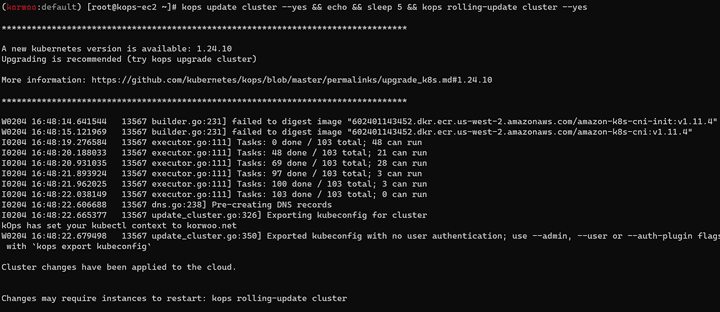 (korwoo:default) [root@kops-ec2 ~]# kops update cluster --yes && echo && sleep 5 && kops rolling-update cluster --yes
*********************************************************************************
A new kubernetes version is available: 1.24.10
Upgrading is recommended (try kops upgrade cluster)
More information: https://github.com/kubernetes/kops/blob/master/permalinks/upgrade_k8s.md#1.24.10
*********************************************************************************
W0204 16:48:14.641544   13567 builder.go:231] failed to digest image "602401143452.dkr.ecr.us-west-2.amazonaws.com/amazon-k8s-cni-init:v1.11.4"
W0204 16:48:15.121969   13567 builder.go:231] failed to digest image "602401143452.dkr.ecr.us-west-2.amazonaws.com/amazon-k8s-cni:v1.11.4"
I0204 16:48:19.276584   13567 executor.go:111] Tasks: 0 done / 103 total; 48 can run
I0204 16:48:20.188033   13567 executor.go:111] Tasks: 48 done / 103 total; 21 can run
I0204 16:48:20.931035   13567 executor.go:111] Tasks: 69 done / 103 total; 28 can run
I0204 16:48:21.893924   13567 executor.go:111] Tasks: 97 done / 103 total; 3 can run
I0204 16:48:21.962025   13567 executor.go:111] Tasks: 100 done / 103 total; 3 can run
I0204 16:48:22.038149   13567 executor.go:111] Tasks: 103 done / 103 total; 0 can run
I0204 16:48:22.606688   13567 dns.go:238] Pre-creating DNS records
I0204 16:48:22.665377   13567 update_cluster.go:326] Exporting kubeconfig for cluster
kOps has set your kubectl context to korwoo.net
W0204 16:48:22.679498   13567 update_cluster.go:350] Exported kubeconfig with no user authentication; use --admin, --user or --auth-plugin flags
with `kops export kubeconfig`
Cluster changes have been applied to the cloud.
Changes may require instances to restart: kops rolling-update cluster